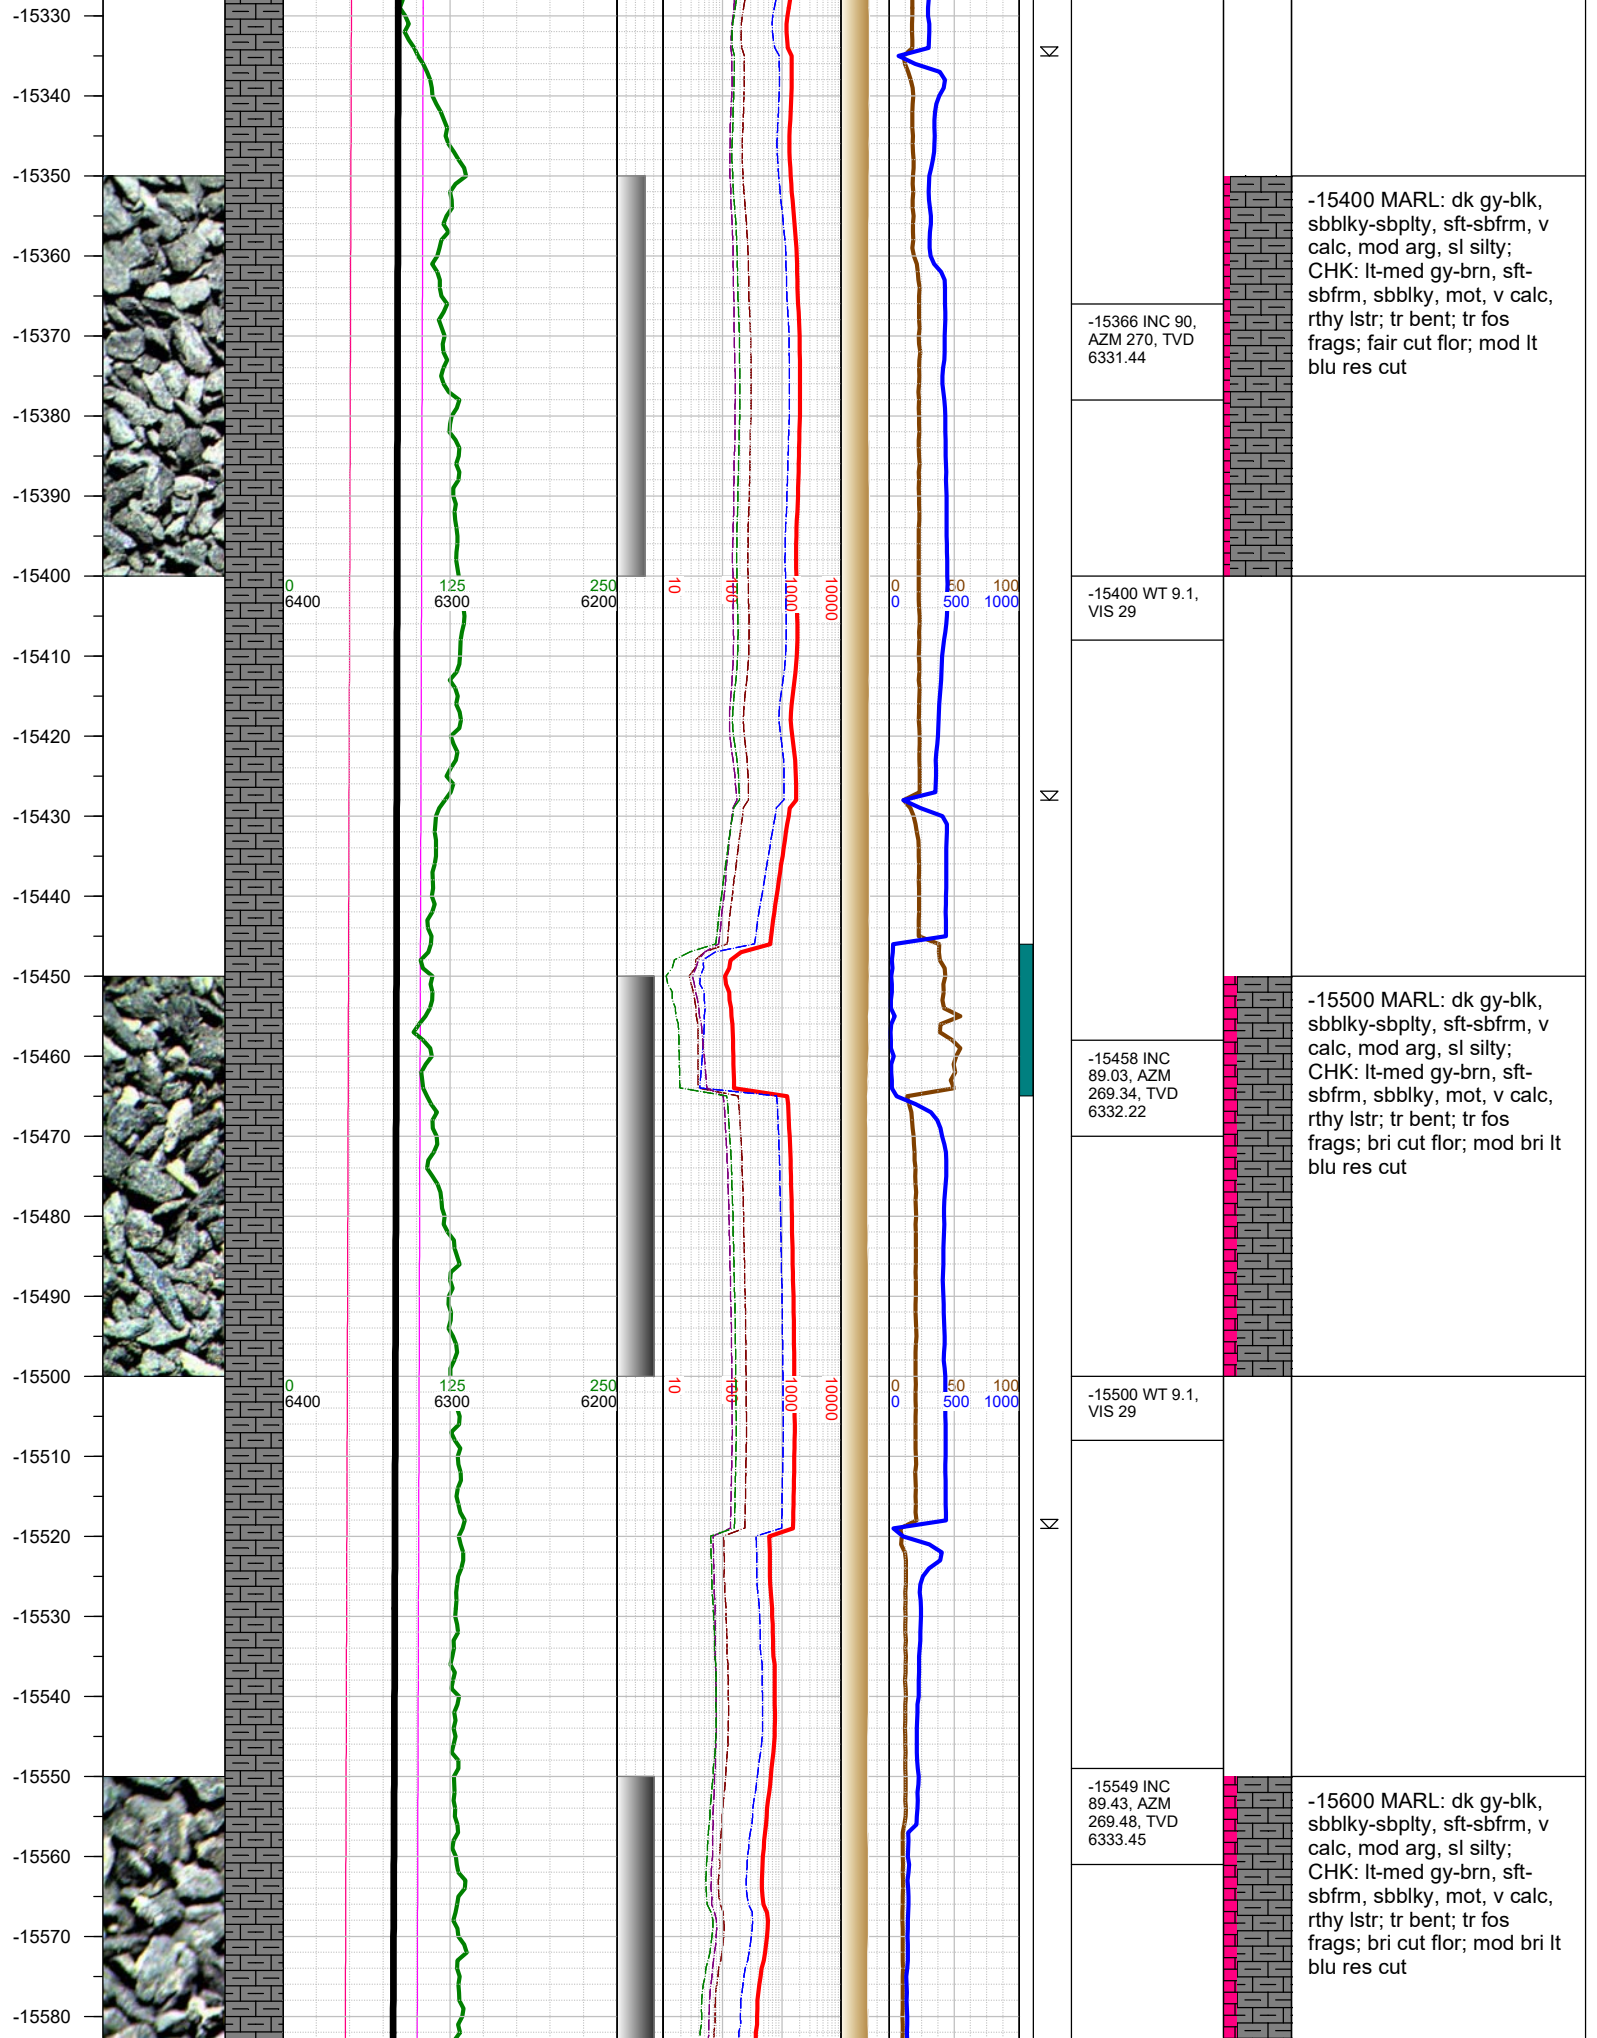 -15330
-15340
-15350
-15400 MARL: dk gy-blk,
sbblky-sbplty, sft-sbfrm, v
calc, mod arg, sl silty;
CHK: lt-med gy-brn, sft-
sbfrm, sbblky, mot, v calc,
rthy lstr; tr bent; tr fos
frags; fair cut flor; mod lt
blu res cut
-15360
-15366 INC 90,
AZM 270, TVD
6331.44
-15370
-15380
-15390
-15400
0 125 250
6400 6300 6200
10 100 1000 10000
0 50 100
0 500 1000
-15400 WT 9.1,
VIS 29
-15410
-15420
-15430
-15440
-15450
-15500 MARL: dk gy-blk,
sbblky-sbplty, sft-sbfrm, v
calc, mod arg, sl silty;
CHK: lt-med gy-brn, sft-
sbfrm, sbblky, mot, v calc,
rthy lstr; tr bent; tr fos
frags; bri cut flor; mod bri lt
blu res cut
-15460
-15458 INC
89.03, AZM
269.34, TVD
6332.22
-15470
-15480
-15490
-15500
0 125 250
6400 6300 6200
10 100 1000 10000
0 50 100
0 500 1000
-15500 WT 9.1,
VIS 29
-15510
-15520
-15530
-15540
-15550
-15549 INC
89.43, AZM
269.48, TVD
6333.45
-15600 MARL: dk gy-blk,
sbblky-sbplty, sft-sbfrm, v
calc, mod arg, sl silty;
CHK: lt-med gy-brn, sft-
sbfrm, sbblky, mot, v calc,
rthy lstr; tr bent; tr fos
frags; bri cut flor; mod bri lt
blu res cut
-15560
-15570
-15580